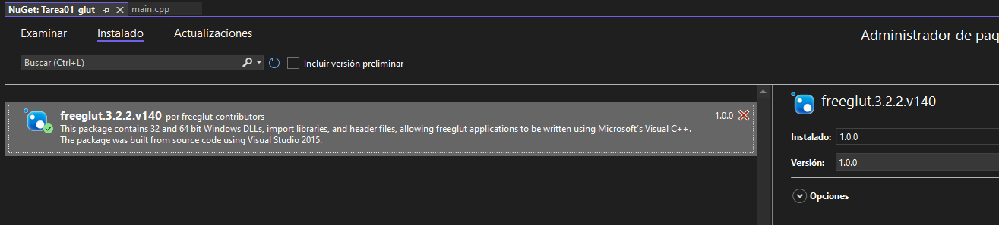 NuGet: Tarea01_glut
main.cpp
Examinar
Instalado
Actualizaciones
Administrador de paq
Buscar (Ctrl+L)
Incluir versión preliminar
freeglut.3.2.2.v140 por freeglut contributors
1.0.0
This package contains 32 and 64 bit Windows DLLs, import libraries, and header files, allowing freeglut applications to be written using Microsoft's Visual C++.
The package was built from source code using Visual Studio 2015.
freeglut.3.2.2.v140
Instalado: 1.0.0
Versión: 1.0.0
Opciones